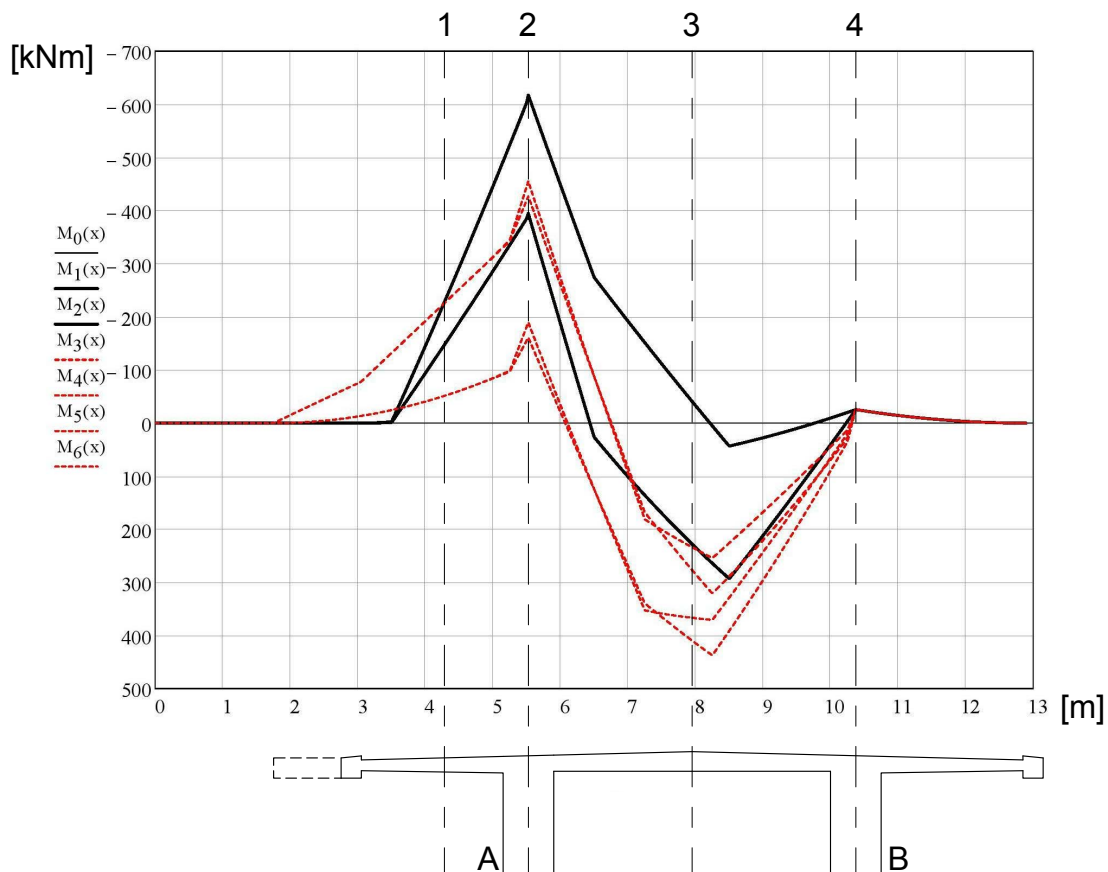 1 2 3 4
[kNm]
– 700
– 600
– 500
– 400
– 300
– 200
– 100
0
100
200
300
400
500
M0(x)
M1(x)
M2(x)
M3(x)
M4(x)
M5(x)
M6(x)
0 1 2 3 4 5 6 7 8 9 10 11 12 13 [m]
A B